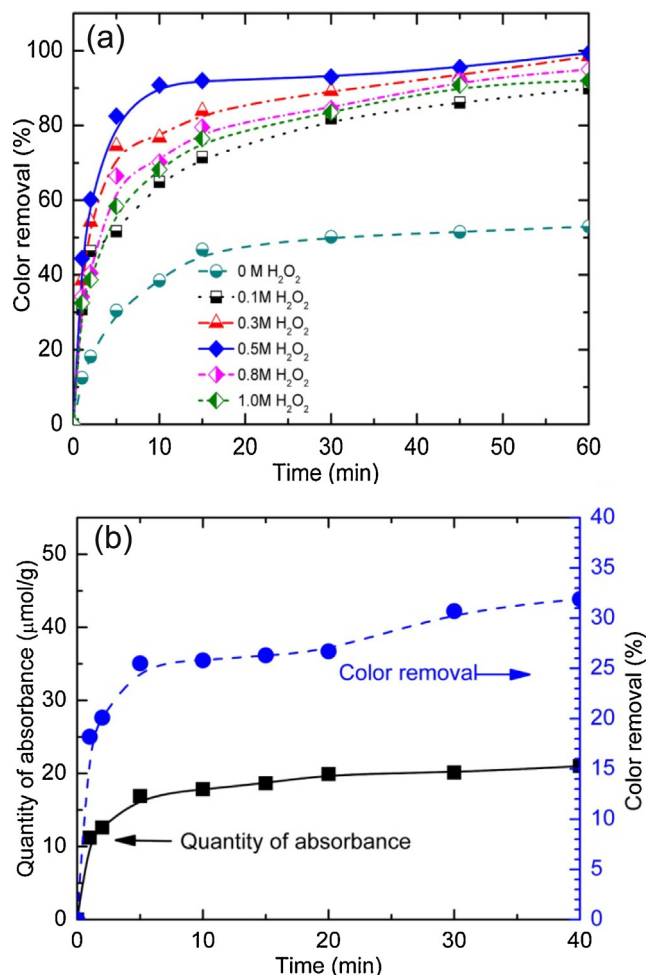 (a)
Color removal (%)
100
80
60
40
20
0
0 M H₂O₂
0.1M H₂O₂
0.3M H₂O₂
0.5M H₂O₂
0.8M H₂O₂
1.0M H₂O₂
0 10 20 30 40 50 60
Time (min)
(b)
Quantity of absorbance (μmol/g)
50
40
30
20
10
0
Color removal
Quantity of absorbance
40
35
30
25
20
15
10
5
0
Color removal (%)
0 10 20 30 40
Time (min)